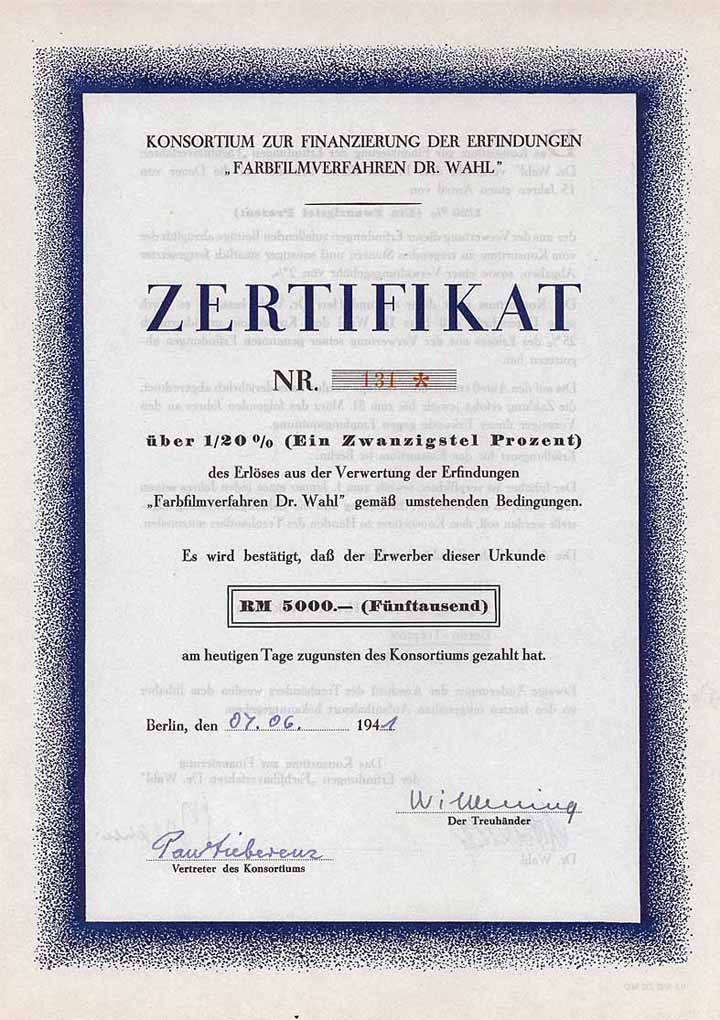 KONSORTIUM ZUR FINANZIERUNG DER ERFINDUNGEN
„FARBFILMVERFAHREN DR. WAHL"
ZERTIFIKAT
NR. 131 *
über 1/20% (Ein Zwanzigstel Prozent)
des Erlöses aus der Verwertung der Erfindungen
„Farbfilmverfahren Dr. Wahl" gemäß umstehenden Bedingungen.
Es wird bestätigt, daß der Erwerber dieser Urkunde
RM 5000.— (Fünftausend)
am heutigen Tage zugunsten des Konsortiums gezahlt hat.
Berlin, den 07.06. 1941
Der Treuhänder
Vertreter des Konsortiums